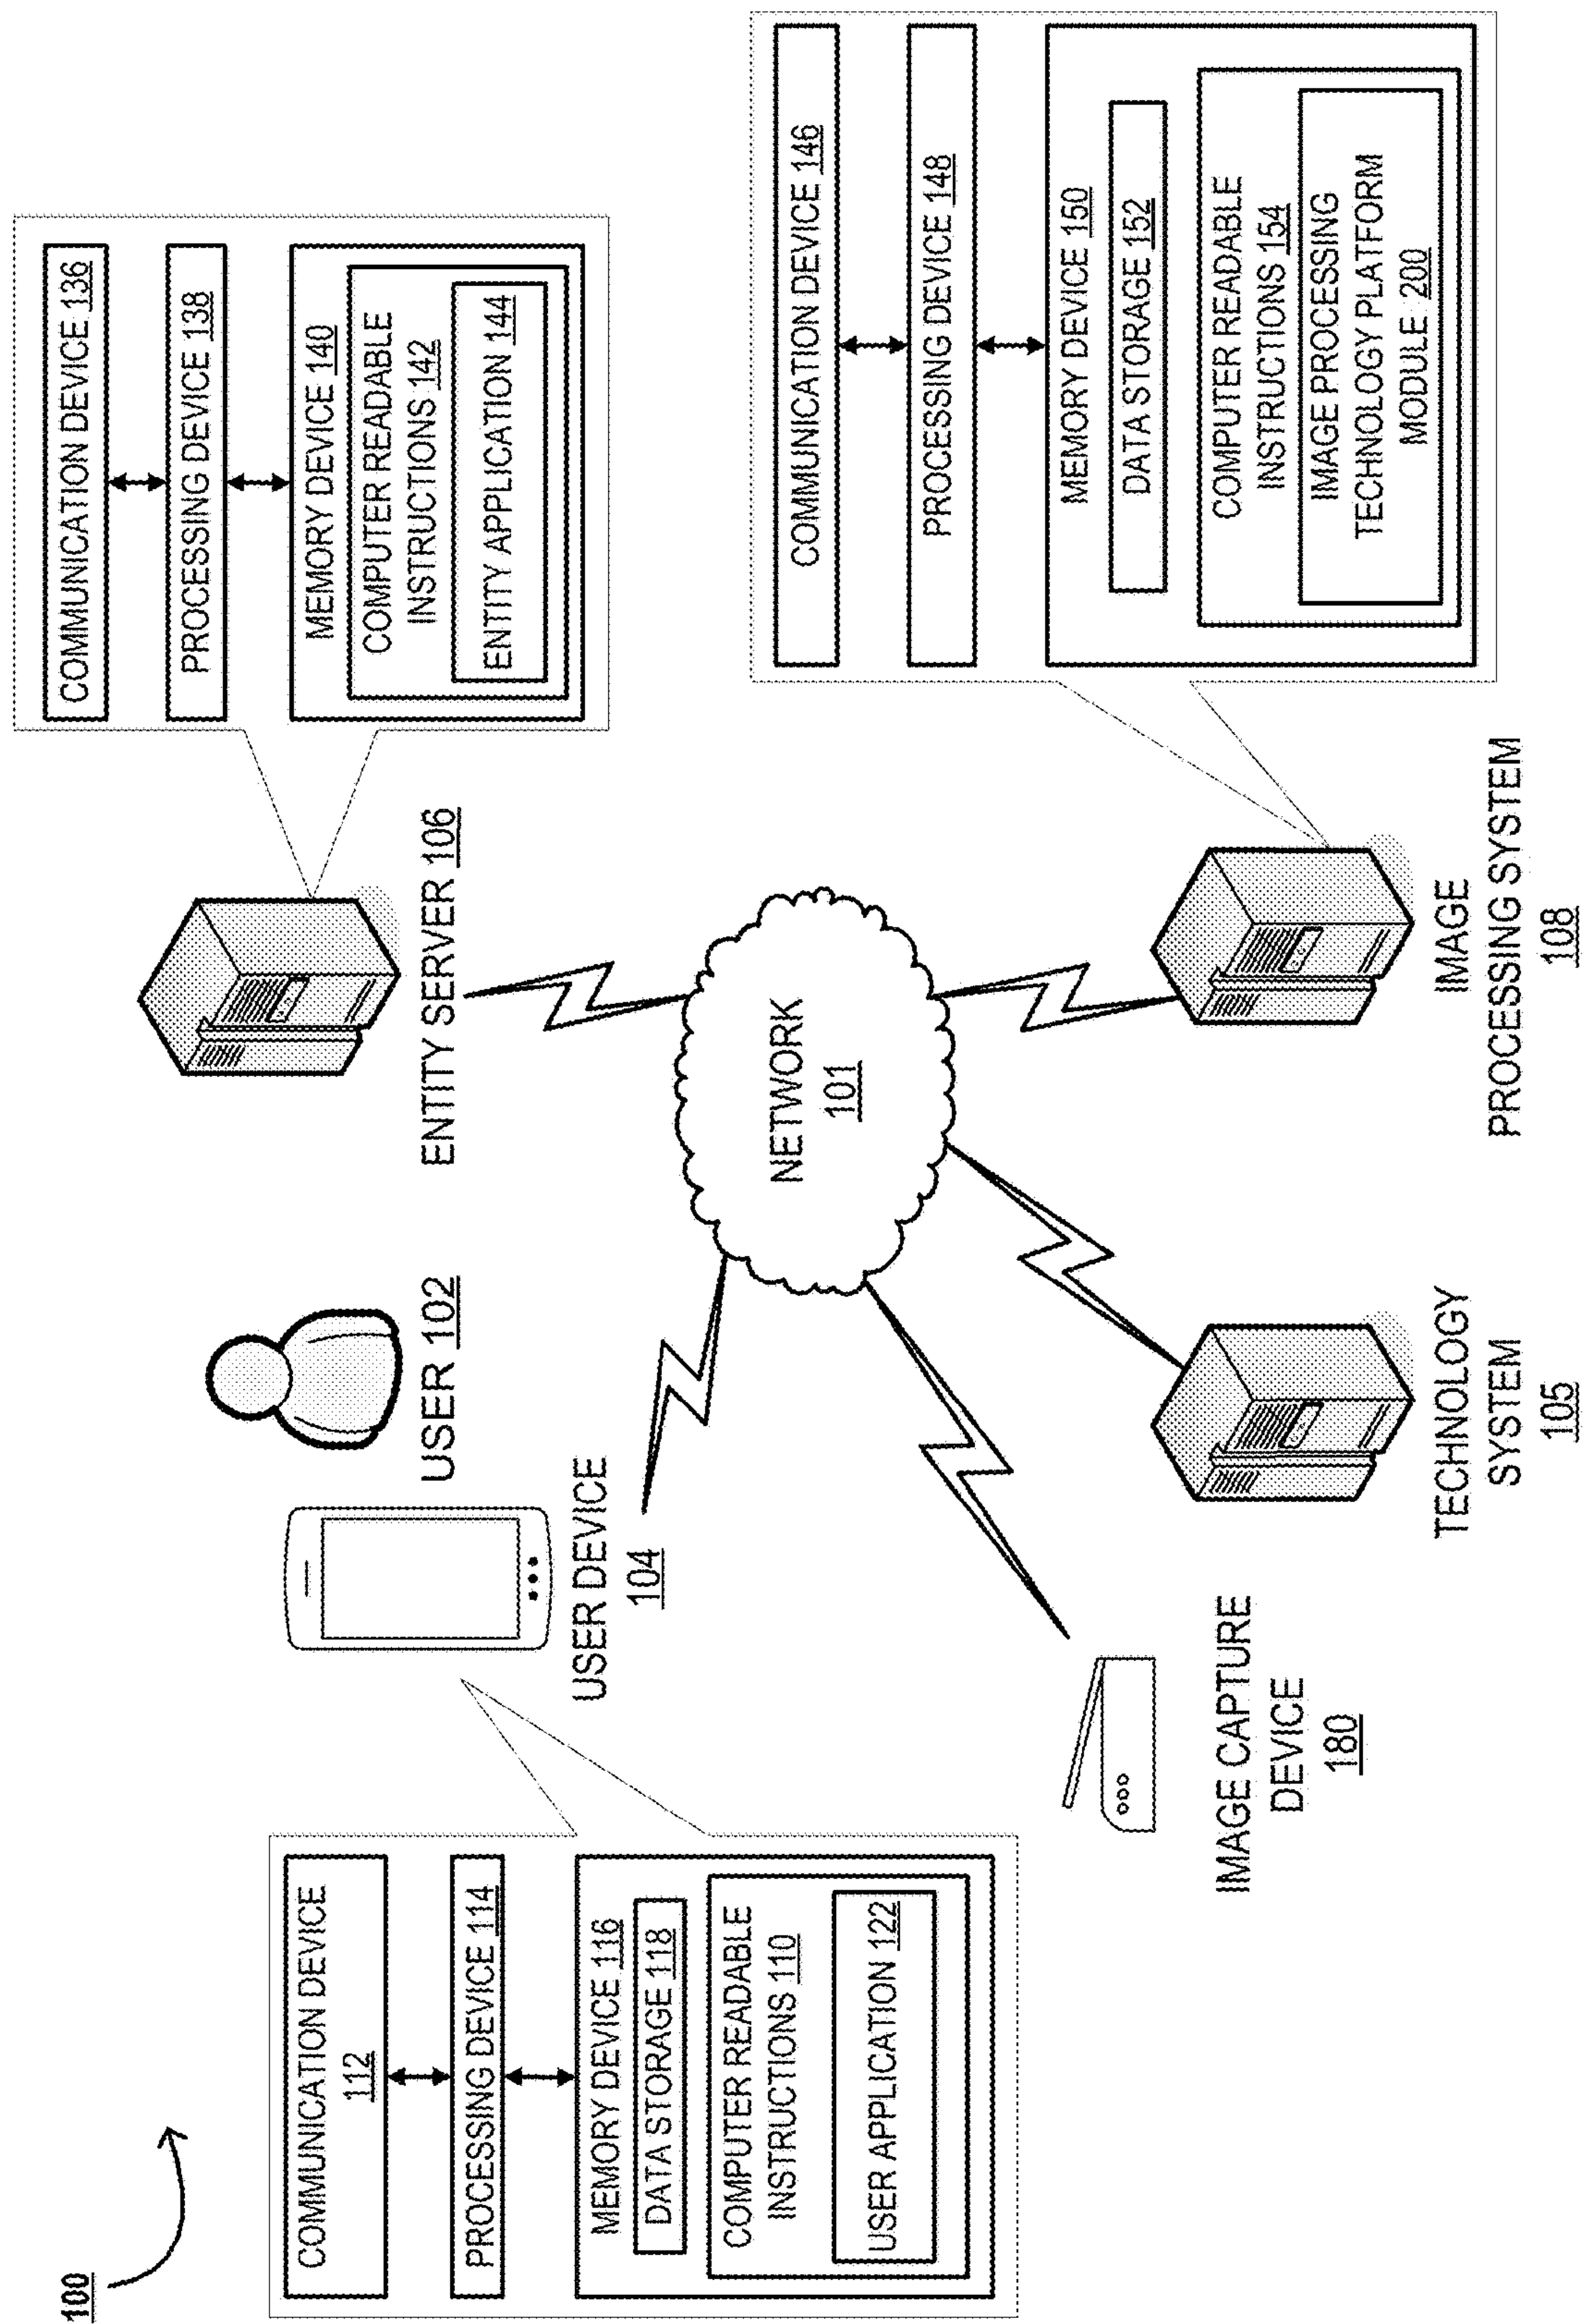 100
COMMUNICATION DEVICE
112
PROCESSING DEVICE 114
MEMORY DEVICE 116
DATA STORAGE 118
COMPUTER READABLE
INSTRUCTIONS 110
USER APPLICATION 122
USER DEVICE
104
USER 102
ENTITY SERVER 106
COMMUNICATION DEVICE 136
PROCESSING DEVICE 138
MEMORY DEVICE 140
COMPUTER READABLE
INSTRUCTIONS 142
ENTITY APPLICATION 144
NETWORK
101
IMAGE CAPTURE
DEVICE
180
TECHNOLOGY
SYSTEM
105
IMAGE
PROCESSING SYSTEM
108
COMMUNICATION DEVICE 146
PROCESSING DEVICE 148
MEMORY DEVICE 150
DATA STORAGE 152
COMPUTER READABLE
INSTRUCTIONS 154
IMAGE PROCESSING
TECHNOLOGY PLATFORM
MODULE 200